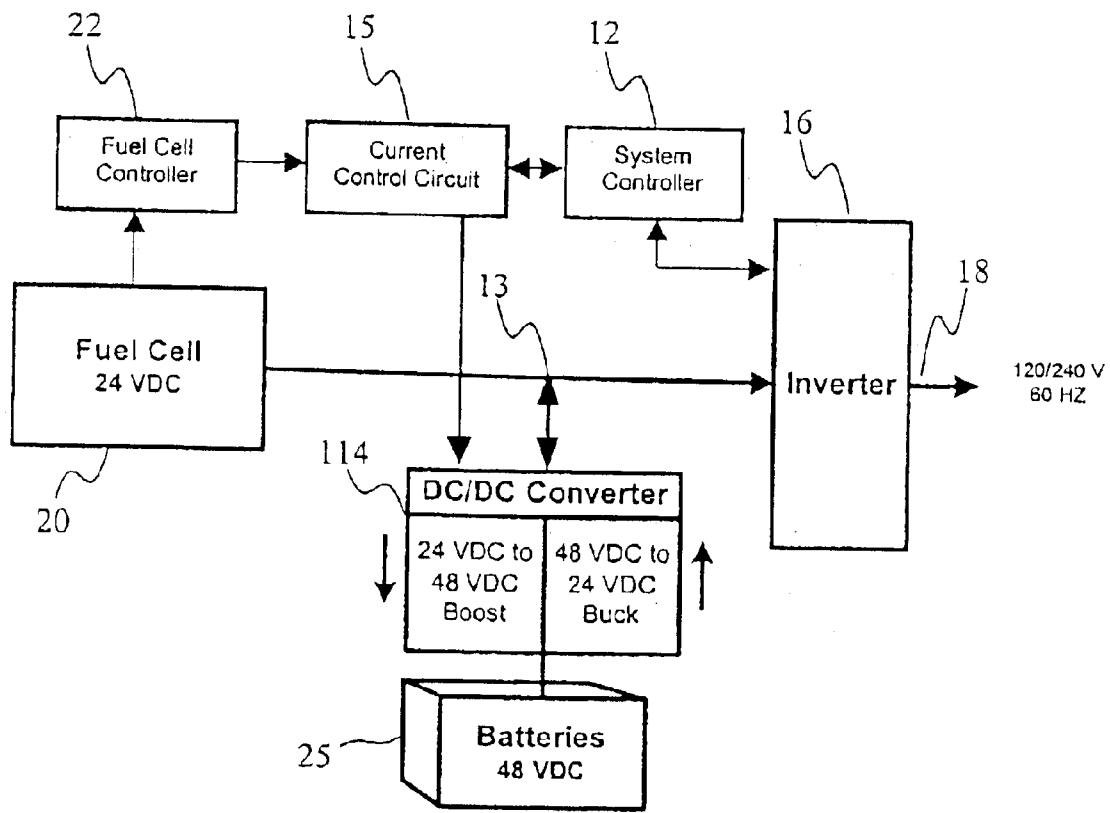 22
15
12
16
Fuel Cell
Controller
Current
Control Circuit
System
Controller
13
18
Fuel Cell
24 VDC
Inverter
120/240 V
60 HZ
20
114
DC/DC Converter
24 VDC to
48 VDC
Boost
48 VDC to
24 VDC
Buck
25
Batteries
48 VDC